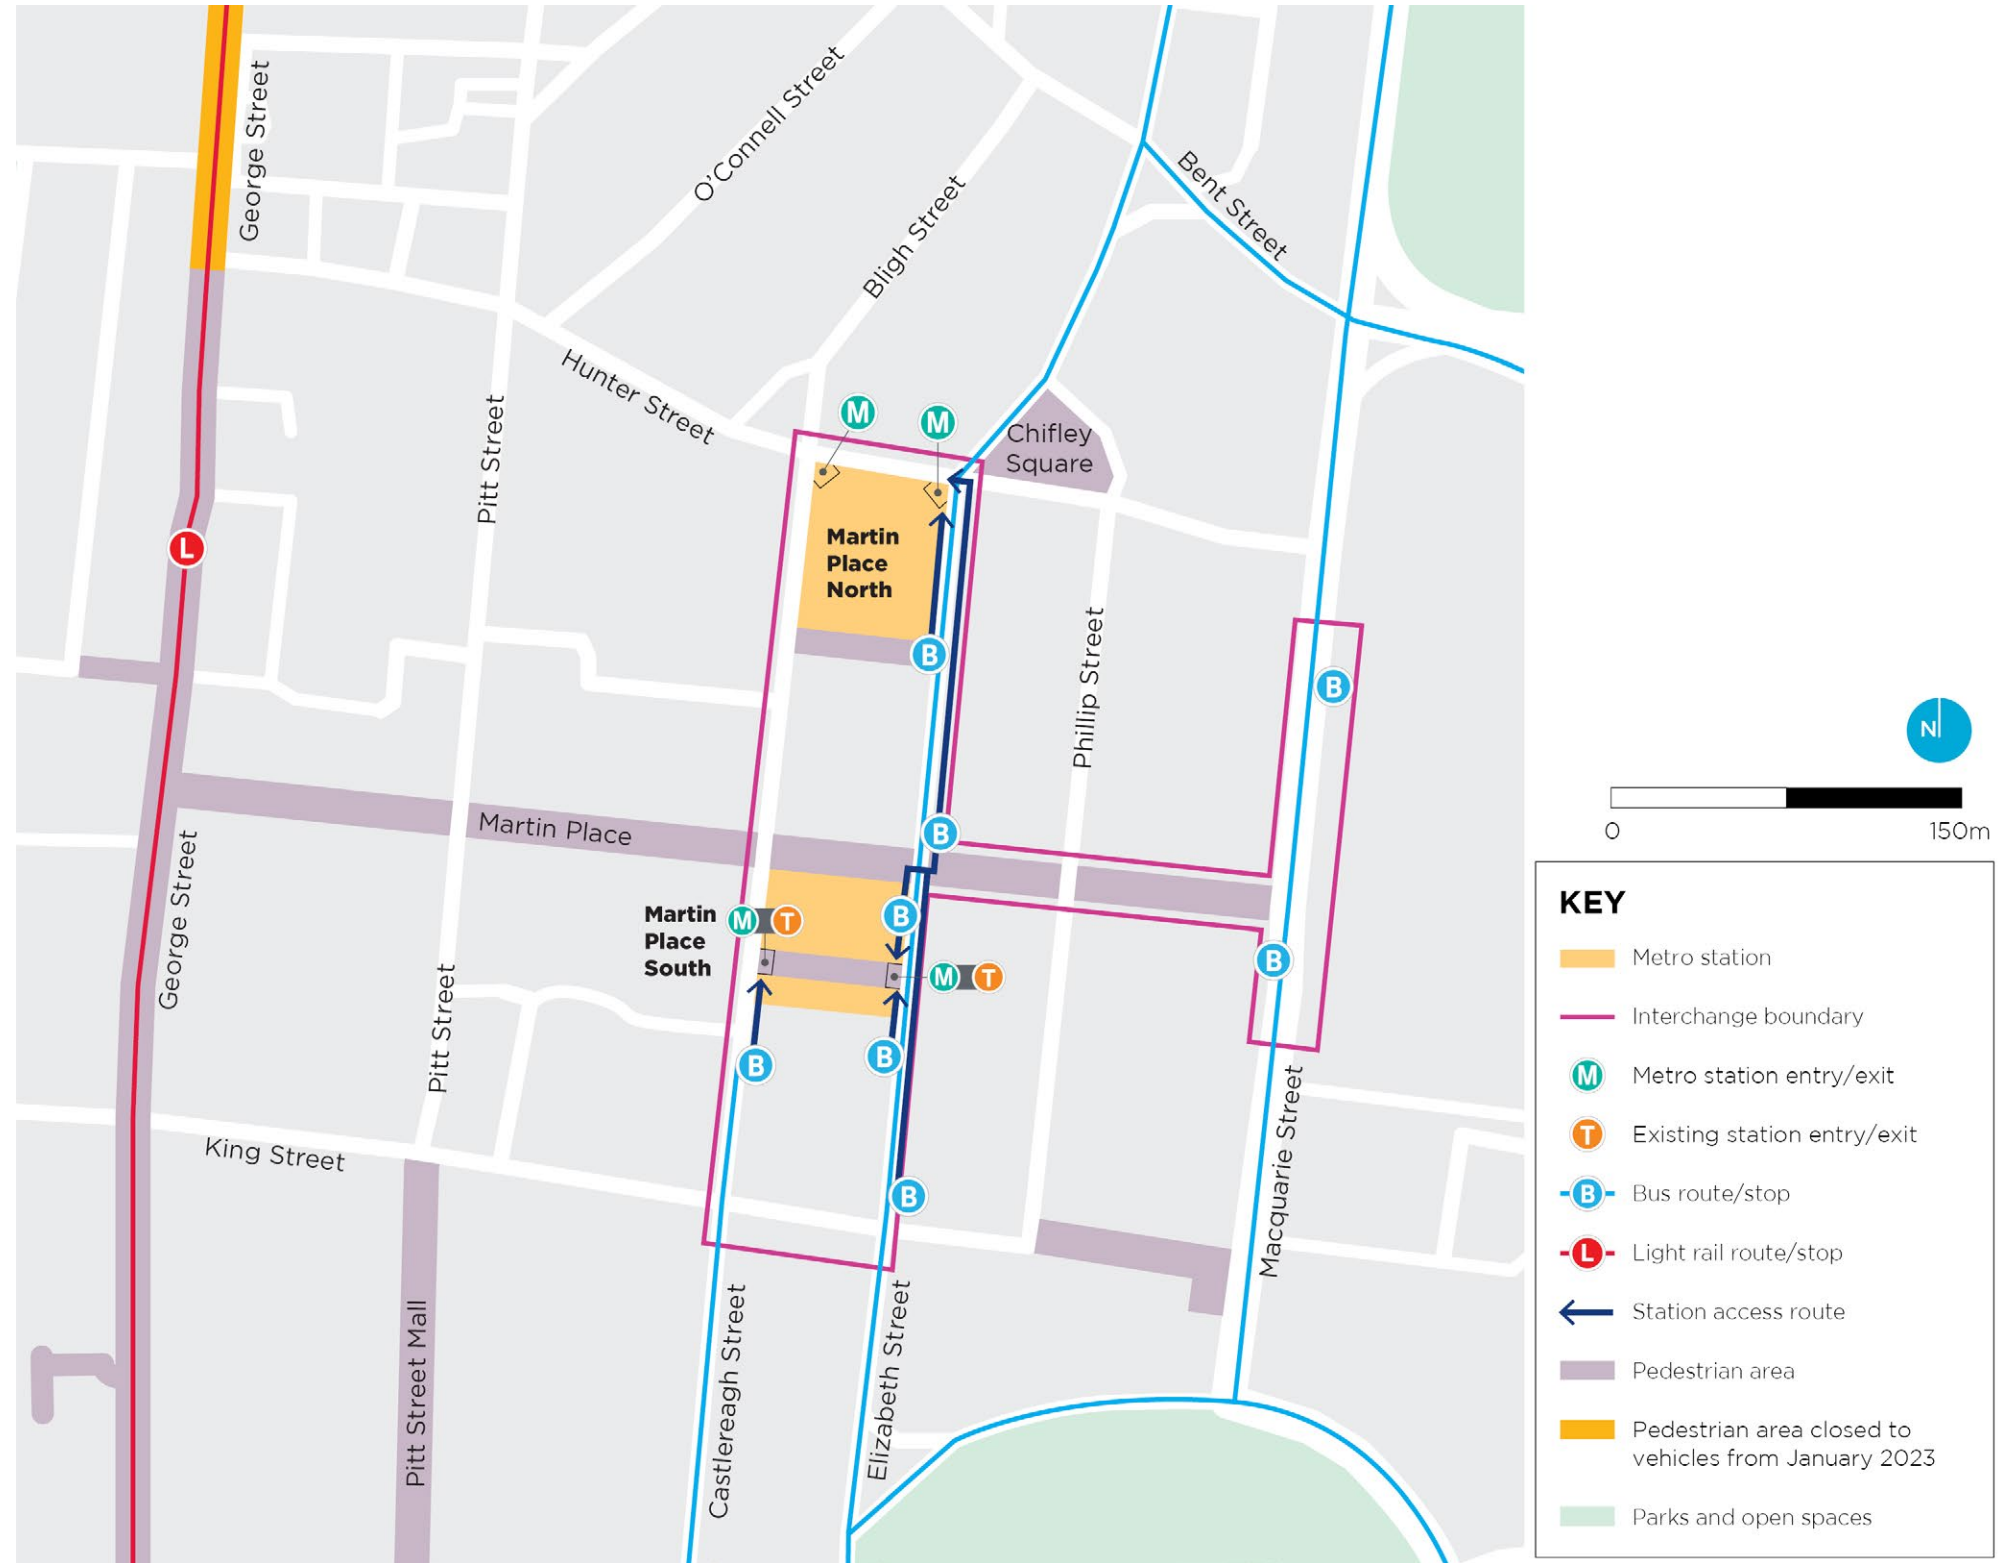 George Street
O'Connell Street
Bligh Street
Bent Street
Hunter Street
Pitt Street
M
M
Chifley
Square
L
Martin
Place
North
B
B
Phillip Street
N
0
150m
Martin Place
B
George Street
Martin
Place
South
M
T
B
B
M
T
Pitt Street
B
B
King Street
B
Macquarie Street
Pitt Street Mall
Castlereagh Street
Elizabeth Street
KEY
Metro station
Interchange boundary
M
Metro station entry/exit
T
Existing station entry/exit
B
Bus route/stop
L
Light rail route/stop
Station access route
Pedestrian area
Pedestrian area closed to
vehicles from January 2023
Parks and open spaces